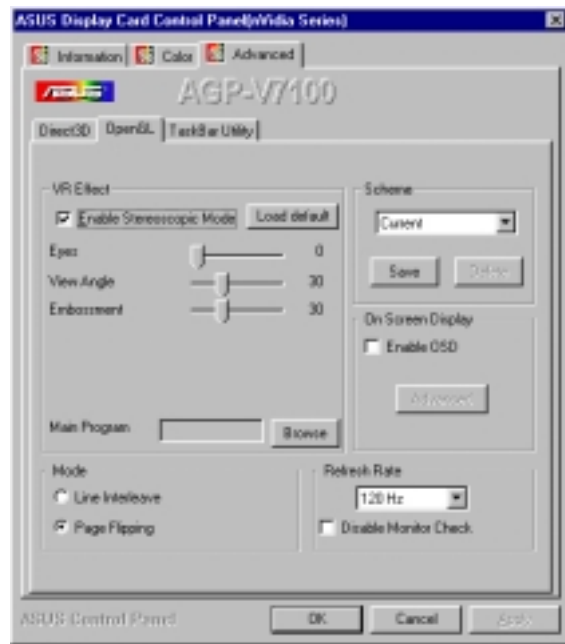 ASUS Display Card Control Panel(nVidia Series)
Information Color Advanced
ASUS AGP-V7100
Direct3D OpenGL TaskBar Utility
VR Effect
Enable Stereoscopic Mode Load default
Eyes 0
View Angle 30
Embossment 30
Main Program Browse
Scheme
Current
Save Delete
On Screen Display
Enable OSD
Advanced
Mode
Line Interleave
Page Flipping
Refresh Rate
120 Hz
Disable Monitor Check
ASUS Control Panel OK Cancel Apply